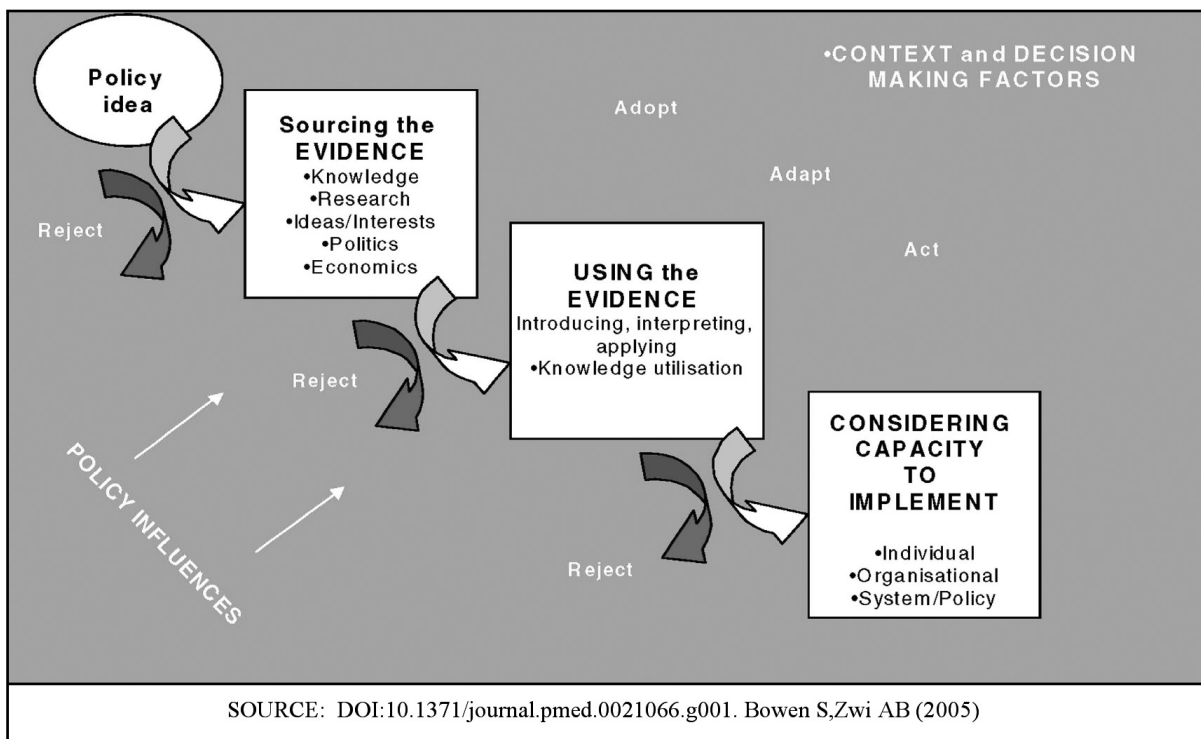 Policy
idea
•CONTEXT and DECISION
MAKING FACTORS
Sourcing the
EVIDENCE
•Knowledge
•Research
•Ideas/Interests
•Politics
•Economics
Adopt
Adapt
Act
Reject
USING the
EVIDENCE
Introducing, interpreting,
applying
•Knowledge utilisation
Reject
CONSIDERING
CAPACITY
TO
IMPLEMENT
•Individual
•Organisational
•System/Policy
Reject
POLICY INFLUENCES
SOURCE: DOI:10.1371/journal.pmed.0021066.g001. Bowen S,Zwi AB (2005)